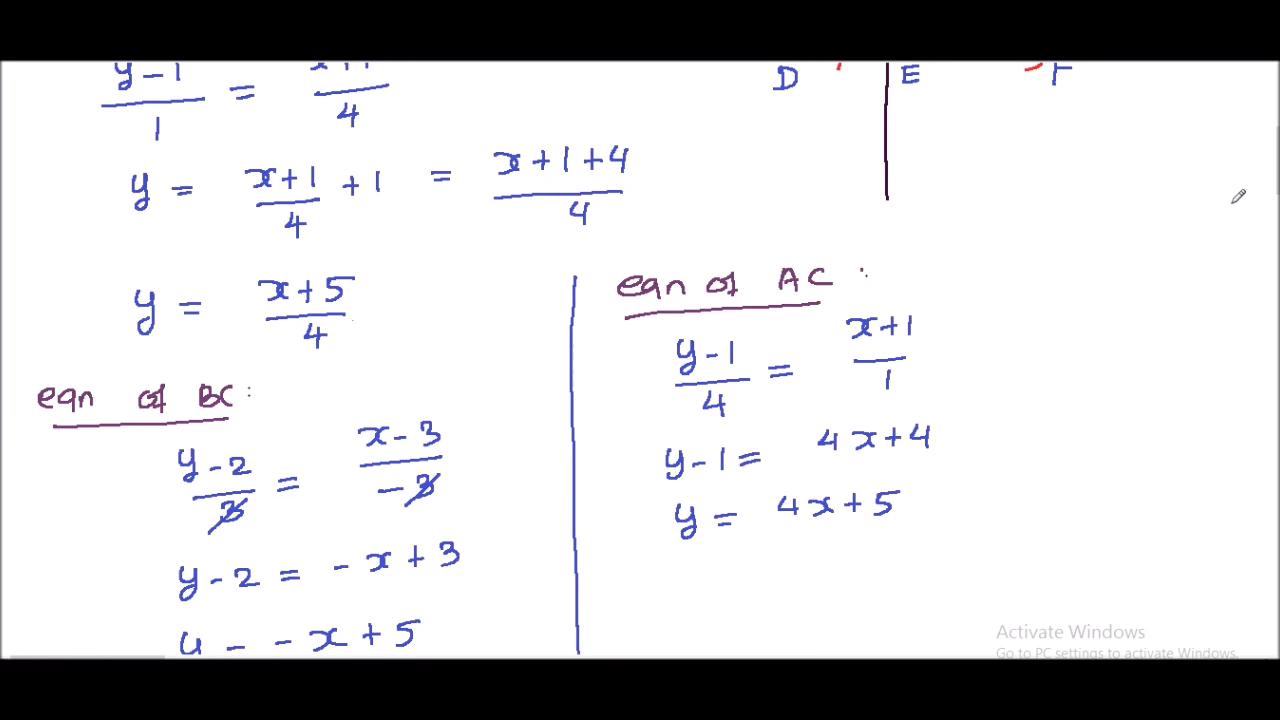 y-1 / 1 = x+1 / 4
D E F
y = x+1 / 4 + 1 = x+1+4 / 4
y = x+5 / 4
eqn of BC :
y-2 / 3 = x-3 / -3
y-2 = -x+3
y = -x+5
eqn of AC :
y-1 / 4 = x+1 / 1
y-1 = 4x+4
y = 4x+5
Activate Windows
Go to PC settings to activate Windows.